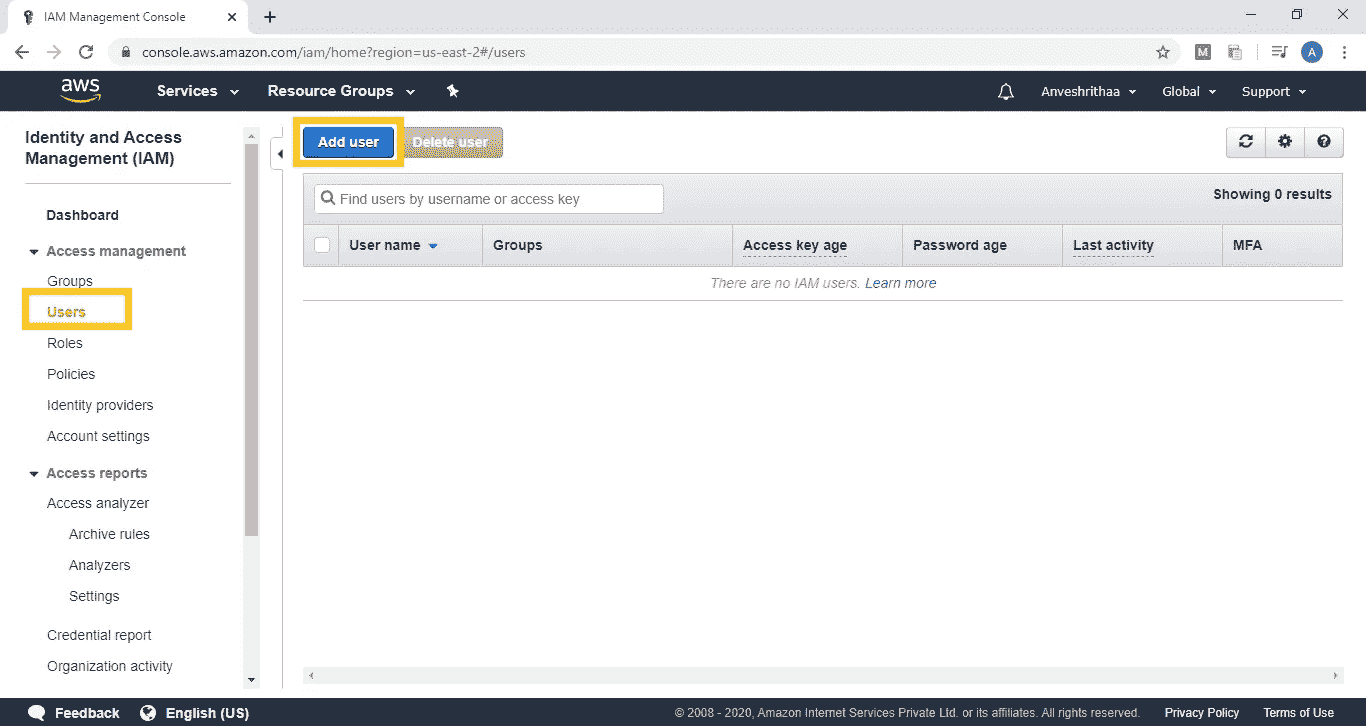 IAM Management Console
console.aws.amazon.com/iam/home?region=us-east-2#/users
M
A
aws
Services
Resource Groups
Anveshrithaa
Global
Support
Identity and Access
Management (IAM)
Dashboard
Access management
Groups
Users
Roles
Policies
Identity providers
Account settings
Access reports
Access analyzer
Archive rules
Analyzers
Settings
Credential report
Organization activity
Add user
Delete user
Find users by username or access key
Showing 0 results
User name
Groups
Access key age
Password age
Last activity
MFA
There are no IAM users. Learn more
Feedback
English (US)
© 2008 - 2020, Amazon Internet Services Private Ltd. or its affiliates. All rights reserved.
Privacy Policy
Terms of Use